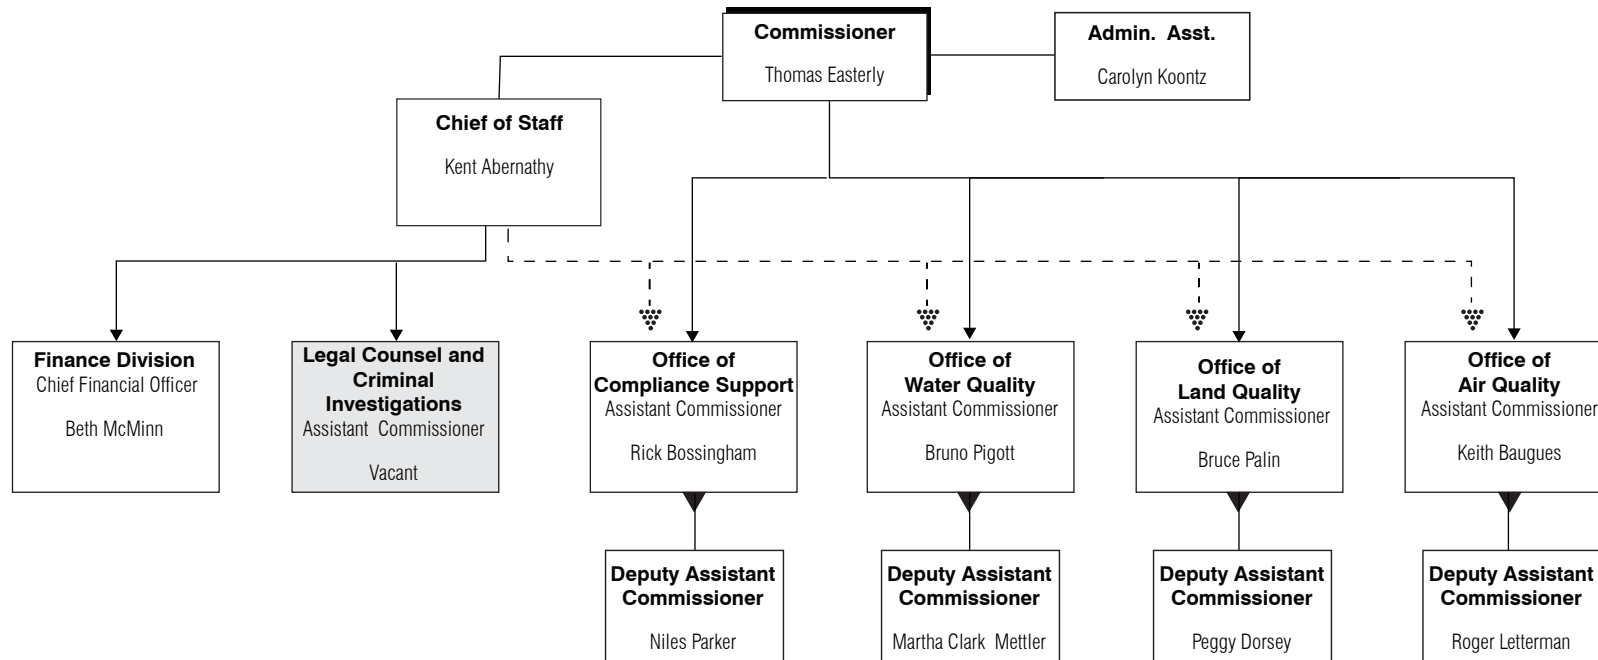 Commissioner
Thomas Easterly
Admin. Asst.
Carolyn Koontz
Chief of Staff
Kent Abernathy
Finance Division
Chief Financial Officer
Beth McMinn
Legal Counsel and
Criminal
Investigations
Assistant Commissioner
Vacant
Office of
Compliance Support
Assistant Commissioner
Rick Bossingham
Office of
Water Quality
Assistant Commissioner
Bruno Pigott
Office of
Land Quality
Assistant Commissioner
Bruce Palin
Office of
Air Quality
Assistant Commissioner
Keith Baugues
Deputy Assistant
Commissioner
Niles Parker
Deputy Assistant
Commissioner
Martha Clark Mettler
Deputy Assistant
Commissioner
Peggy Dorsey
Deputy Assistant
Commissioner
Roger Letterman